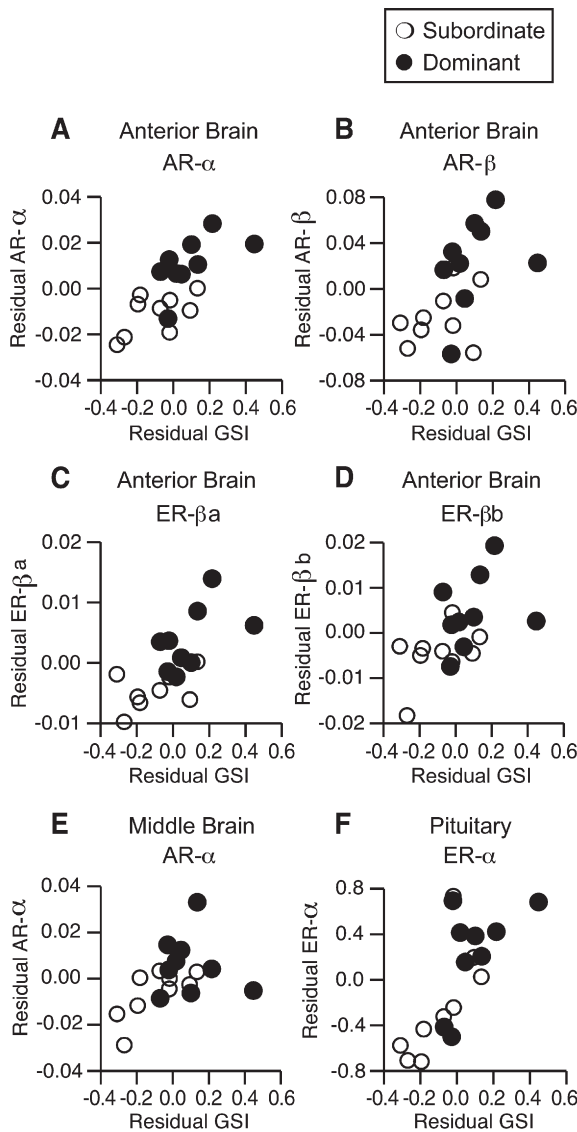 Subordinate
Dominant
A Anterior Brain
AR-α
Residual AR-α
0.04
0.02
0.00
-0.02
-0.04
-0.4 -0.2 0.0 0.2 0.4 0.6
Residual GSI
B Anterior Brain
AR-β
Residual AR-β
0.08
0.04
0.00
-0.04
-0.08
-0.4 -0.2 0.0 0.2 0.4 0.6
Residual GSI
C Anterior Brain
ER-βa
Residual ER-βa
0.02
0.01
0.00
-0.01
-0.4 -0.2 0.0 0.2 0.4 0.6
Residual GSI
D Anterior Brain
ER-βb
Residual ER-βb
0.02
0.01
0.00
-0.01
-0.02
-0.4 -0.2 0.0 0.2 0.4 0.6
Residual GSI
E Middle Brain
AR-α
Residual AR-α
0.04
0.02
0.00
-0.02
-0.04
-0.4 -0.2 0.0 0.2 0.4 0.6
Residual GSI
F Pituitary
ER-α
Residual ER-α
0.8
0.4
0.0
-0.4
-0.8
-0.4 -0.2 0.0 0.2 0.4 0.6
Residual GSI